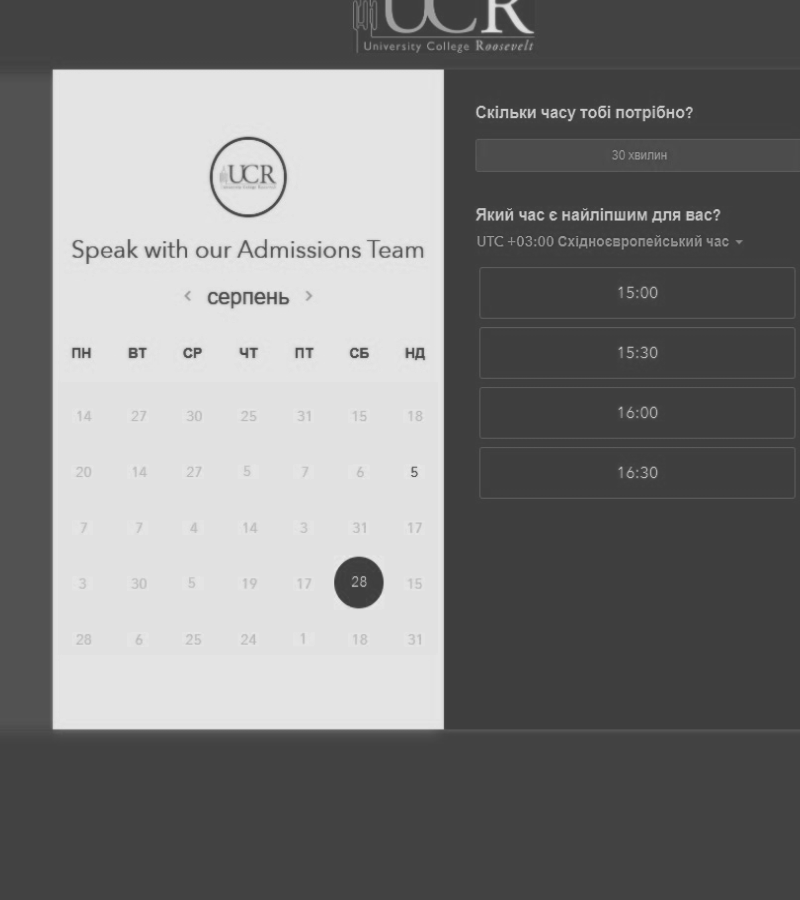 UCR
University College Roosevelt
UCR
University College Roosevelt
Speak with our Admissions Team
серпень
ПН ВТ СР ЧТ ПТ СБ НД
14 27 30 25 31 15 18
20 14 27 5 7 6 5
7 7 4 14 3 31 17
3 30 5 19 17 28 15
28 6 25 24 1 18 31
Скільки часу тобі потрібно?
30 хвилин
Який час є найліпшим для вас?
UTC +03:00 Східноєвропейський час
15:00
15:30
16:00
16:30